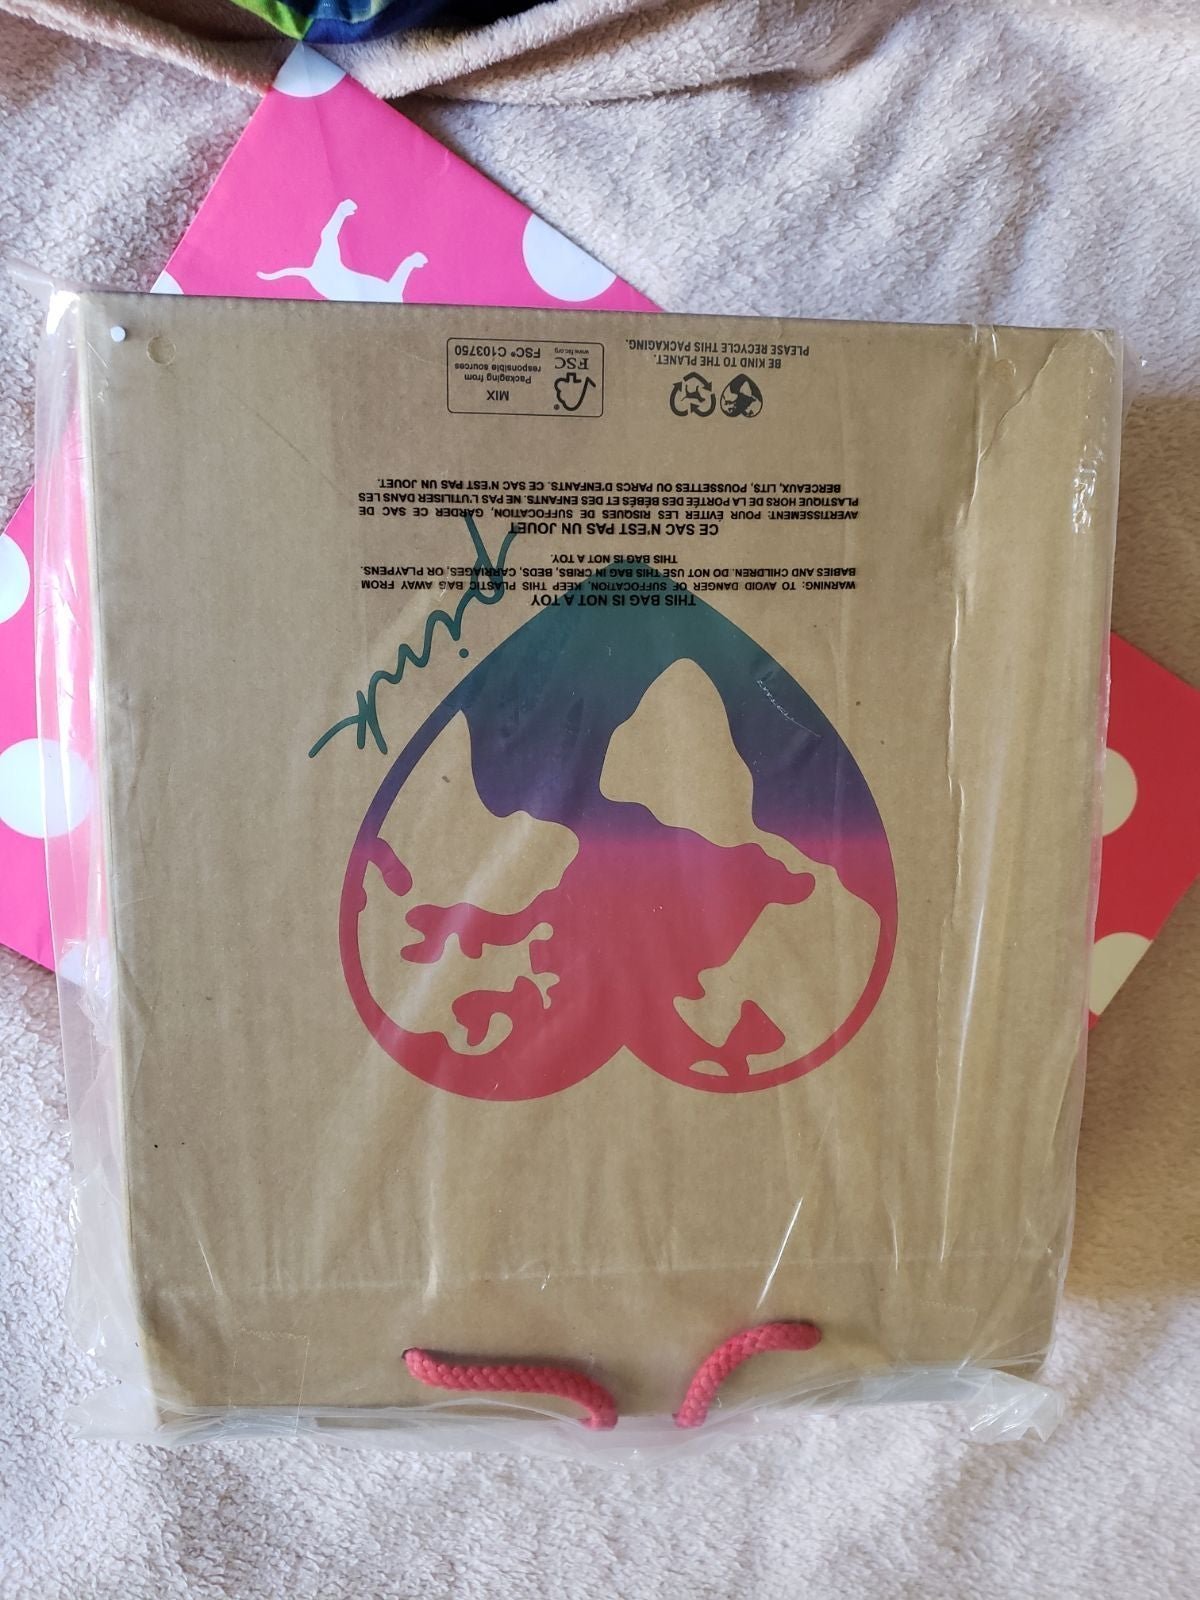 pink
THIS BAG IS NOT A TOY
WARNING: TO AVOID DANGER OF SUFFOCATION, KEEP THIS PLASTIC BAG AWAY FROM
BABIES AND CHILDREN. DO NOT USE THIS BAG IN CRIBS, BEDS, CARRIAGES, OR PLAYPENS.
THIS BAG IS NOT A TOY.
CE SAC N'EST PAS UN JOUET
AVERTISSEMENT: POUR ÉVITER LES RISQUES DE SUFFOCATION, GARDER CE SAC DE
PLASTIQUE HORS DE LA PORTÉE DES BÉBÉS ET DES ENFANTS. NE PAS L'UTILISER DANS LES
BERCEAUX, LITS, POUSSETTES OU PARCS D'ENFANTS. CE SAC N'EST PAS UN JOUET.
BE KIND TO THE PLANET.
PLEASE RECYCLE THIS PACKAGING.
FSC
www.fsc.org
MIX
Packaging from
responsible sources
FSC® C103750